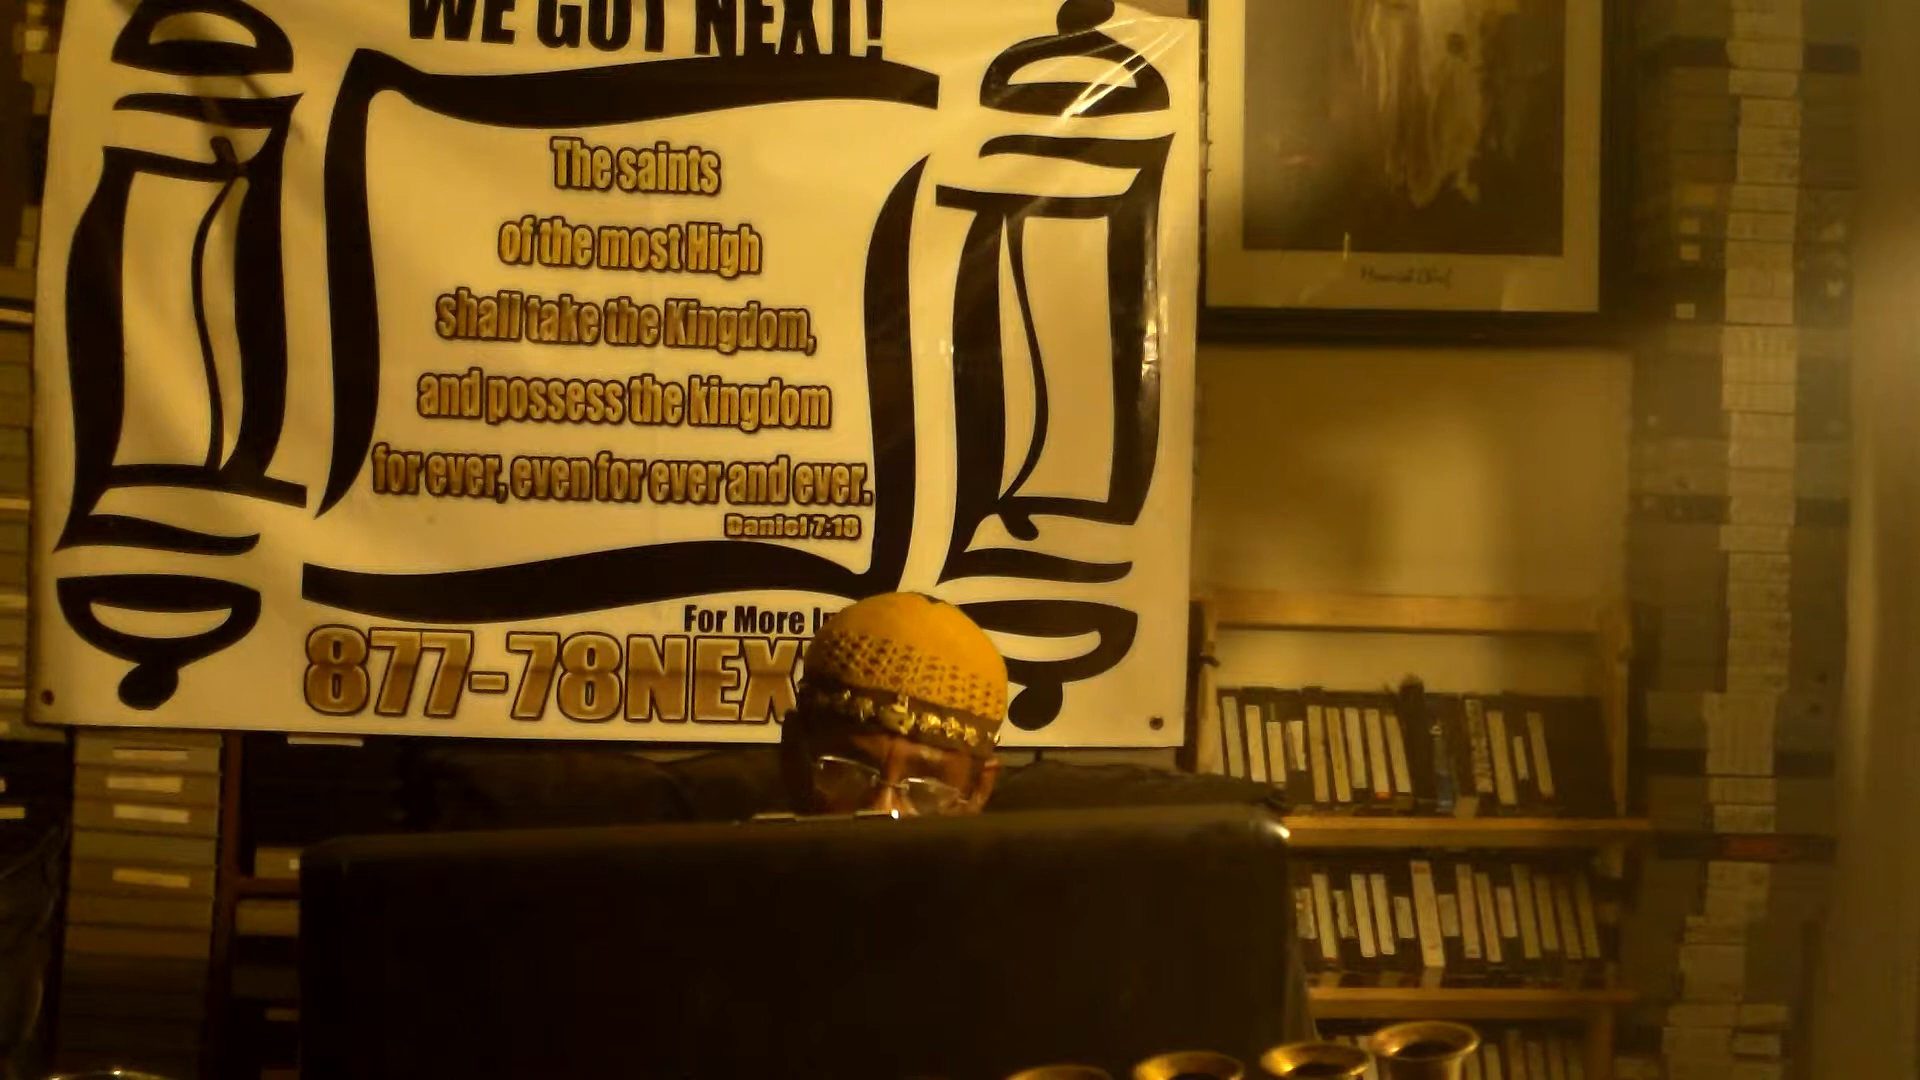 WE GOT NEXT!
The saints
of the most High
shall take the Kingdom,
and possess the kingdom
for ever, even for ever and ever.
Daniel 7:18
For More
877-78NEX